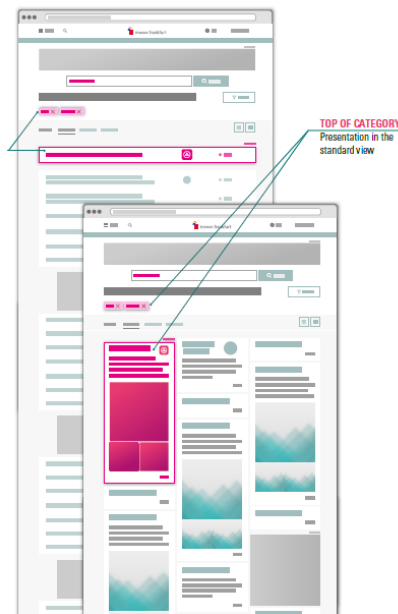 TOP OF CATEGORY
Presentation in the
standard view